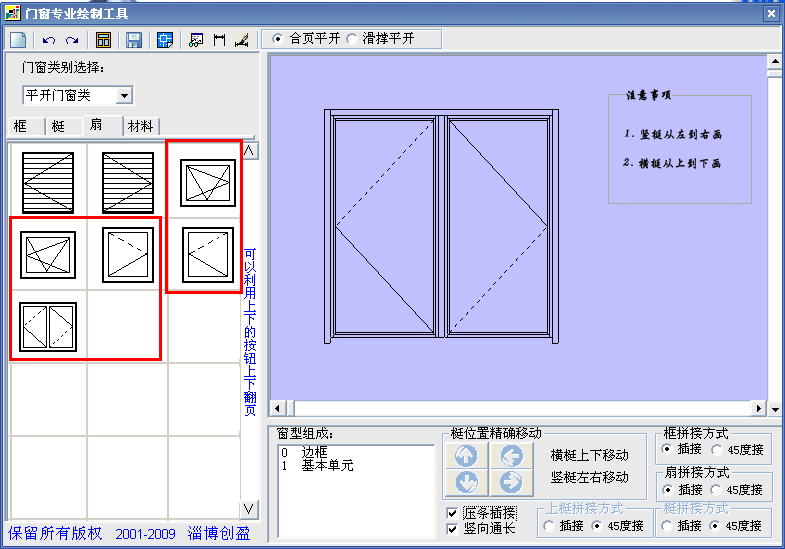 门窗专业绘制工具
合页平开 滑撑平开
门窗类别选择：
平开门窗类
框 梃 扇 材料
可以利用上下的按钮上下翻页
注意事项
1. 竖梃从左到右画
2. 横梃从上到下画
窗型组成：
0 边框
1 基本单元
梃位置精确移动
横梃上下移动
竖梃左右移动
压条插接
竖向通长
框拼接方式
插接 45度接
扇拼接方式
插接 45度接
上梃拼接方式
插接 45度接
梃拼接方式
插接 45度接
保留所有版权 2001-2009 淄博创盈